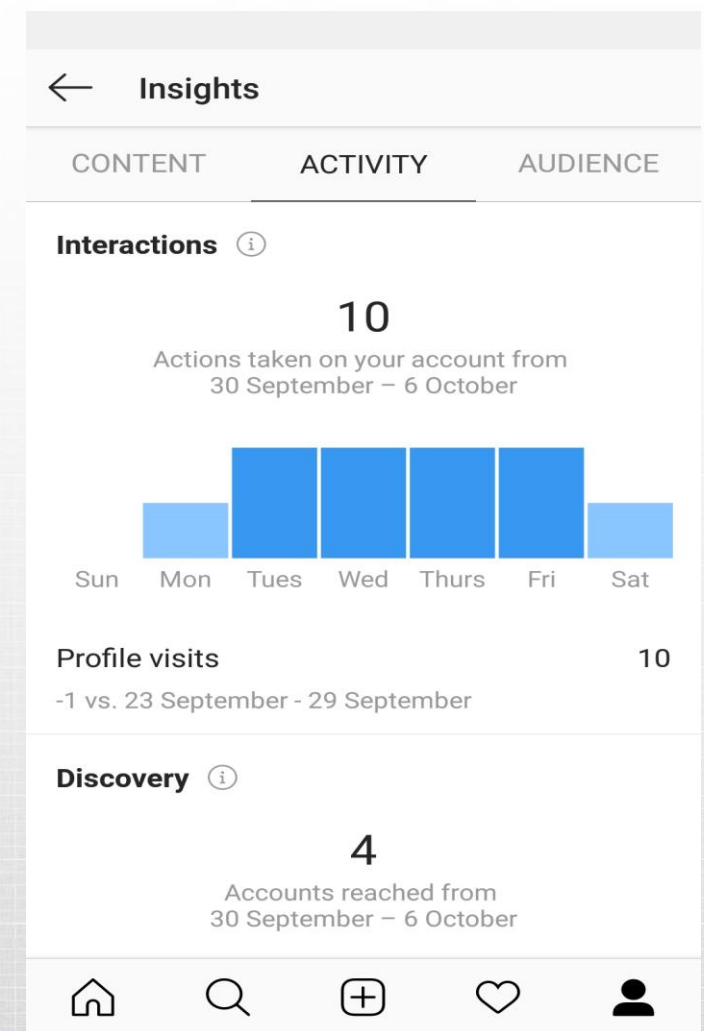 Insights
CONTENT ACTIVITY AUDIENCE
Interactions
10
Actions taken on your account from
30 September – 6 October
Sun Mon Tues Wed Thurs Fri Sat
Profile visits 10
-1 vs. 23 September - 29 September
Discovery
4
Accounts reached from
30 September – 6 October